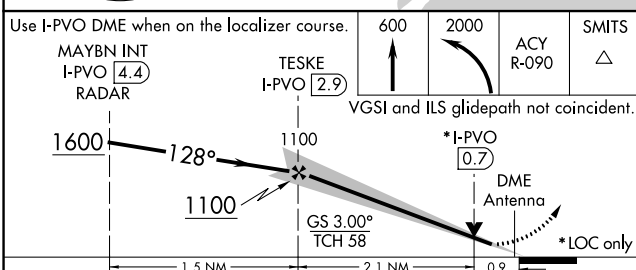 Use I-PVO DME when on the localizer course.
600
2000
ACY
R-090
SMITS
MAYBN INT
I-PVO 4.4
RADAR
TESKE
I-PVO 2.9
VGSI and ILS glidepath not coincident.
1600
128°
1100
*I-PVO
0.7
DME
Antenna
1100
GS 3.00°
TCH 58
*LOC only
1.5 NM
2.1 NM
0.9